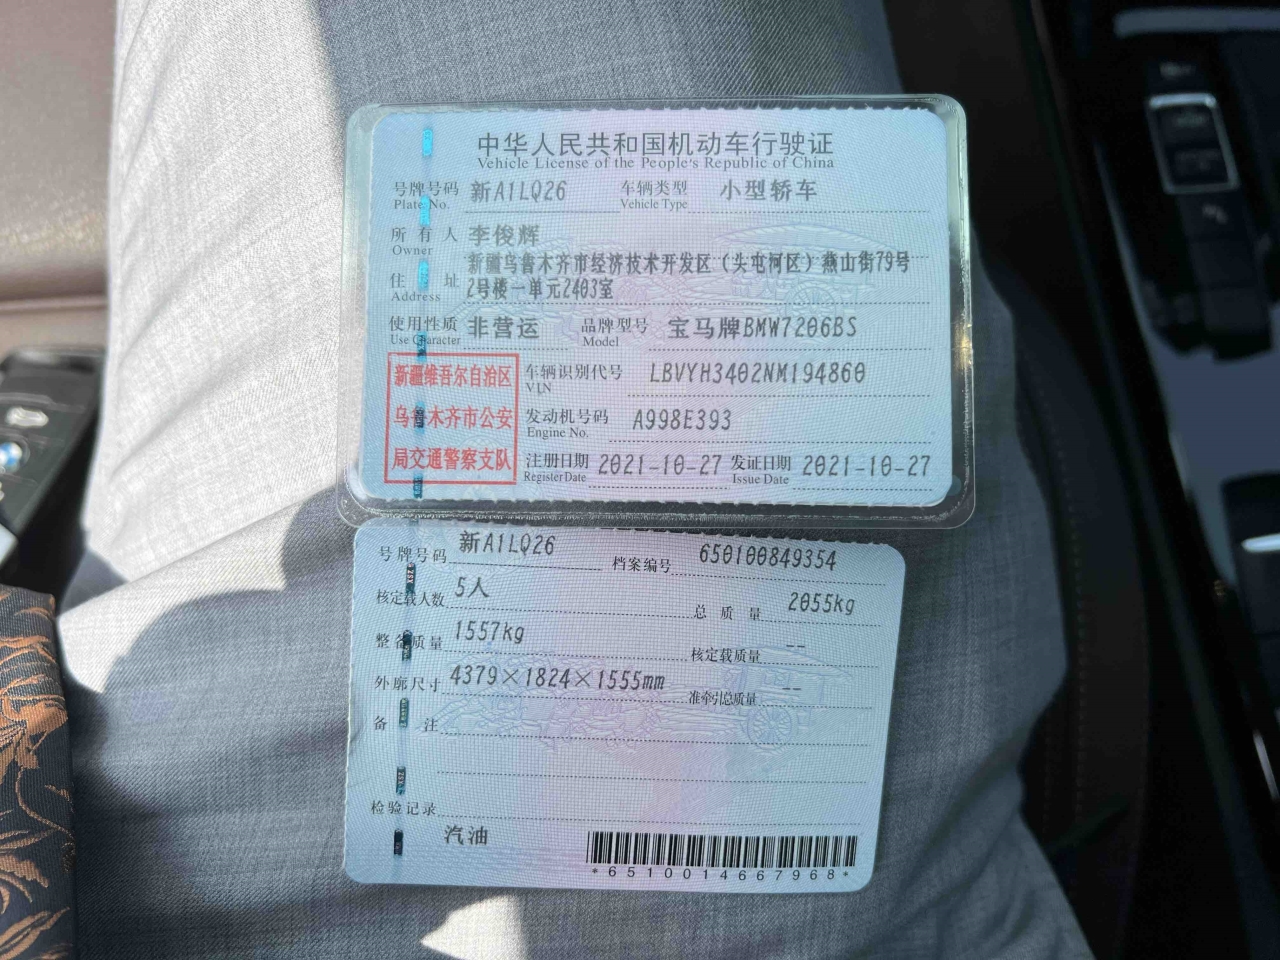 中华人民共和国机动车行驶证
Vehicle License of the People's Republic of China
号牌号码 新A1LQ26 车辆类型 小型轿车
Plate No. Vehicle Type
所有人 李俊辉
Owner
住址 新疆乌鲁木齐市经济技术开发区（头屯河区）燕山街79号
Address 2号楼一单元2403室
使用性质 非营运 品牌型号 宝马牌BMW7206BS
Use Character Model
新疆维吾尔自治区
乌鲁木齐市公安
局交通警察支队
车辆识别代号 LBVYH3402NM194860
VIN
发动机号码 A998E393
Engine No.
注册日期 2021-10-27 发证日期 2021-10-27
Register Date Issue Date
号牌号码 新A1LQ26 档案编号 650100849354
核定载人数 5人 总质量 2055kg
整备质量 1557kg 核定载质量 --
外廓尺寸 4379×1824×1555mm 准牵引总质量 --
备注
检验记录
汽油
*6510014667968*